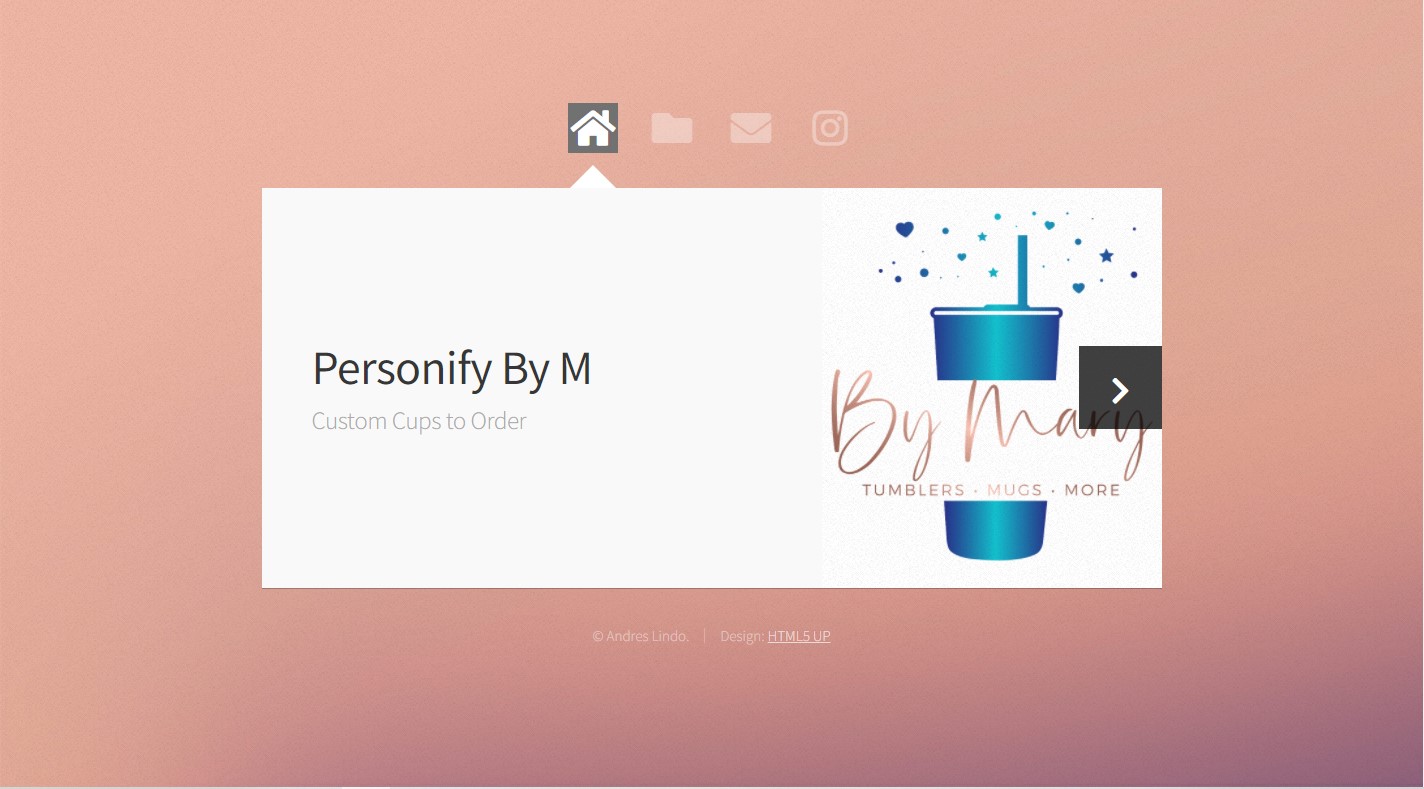 Personify By M
Custom Cups to Order
By Mary
TUMBLERS · MUGS · MORE
© Andres Lindo. | Design: HTML5 UP